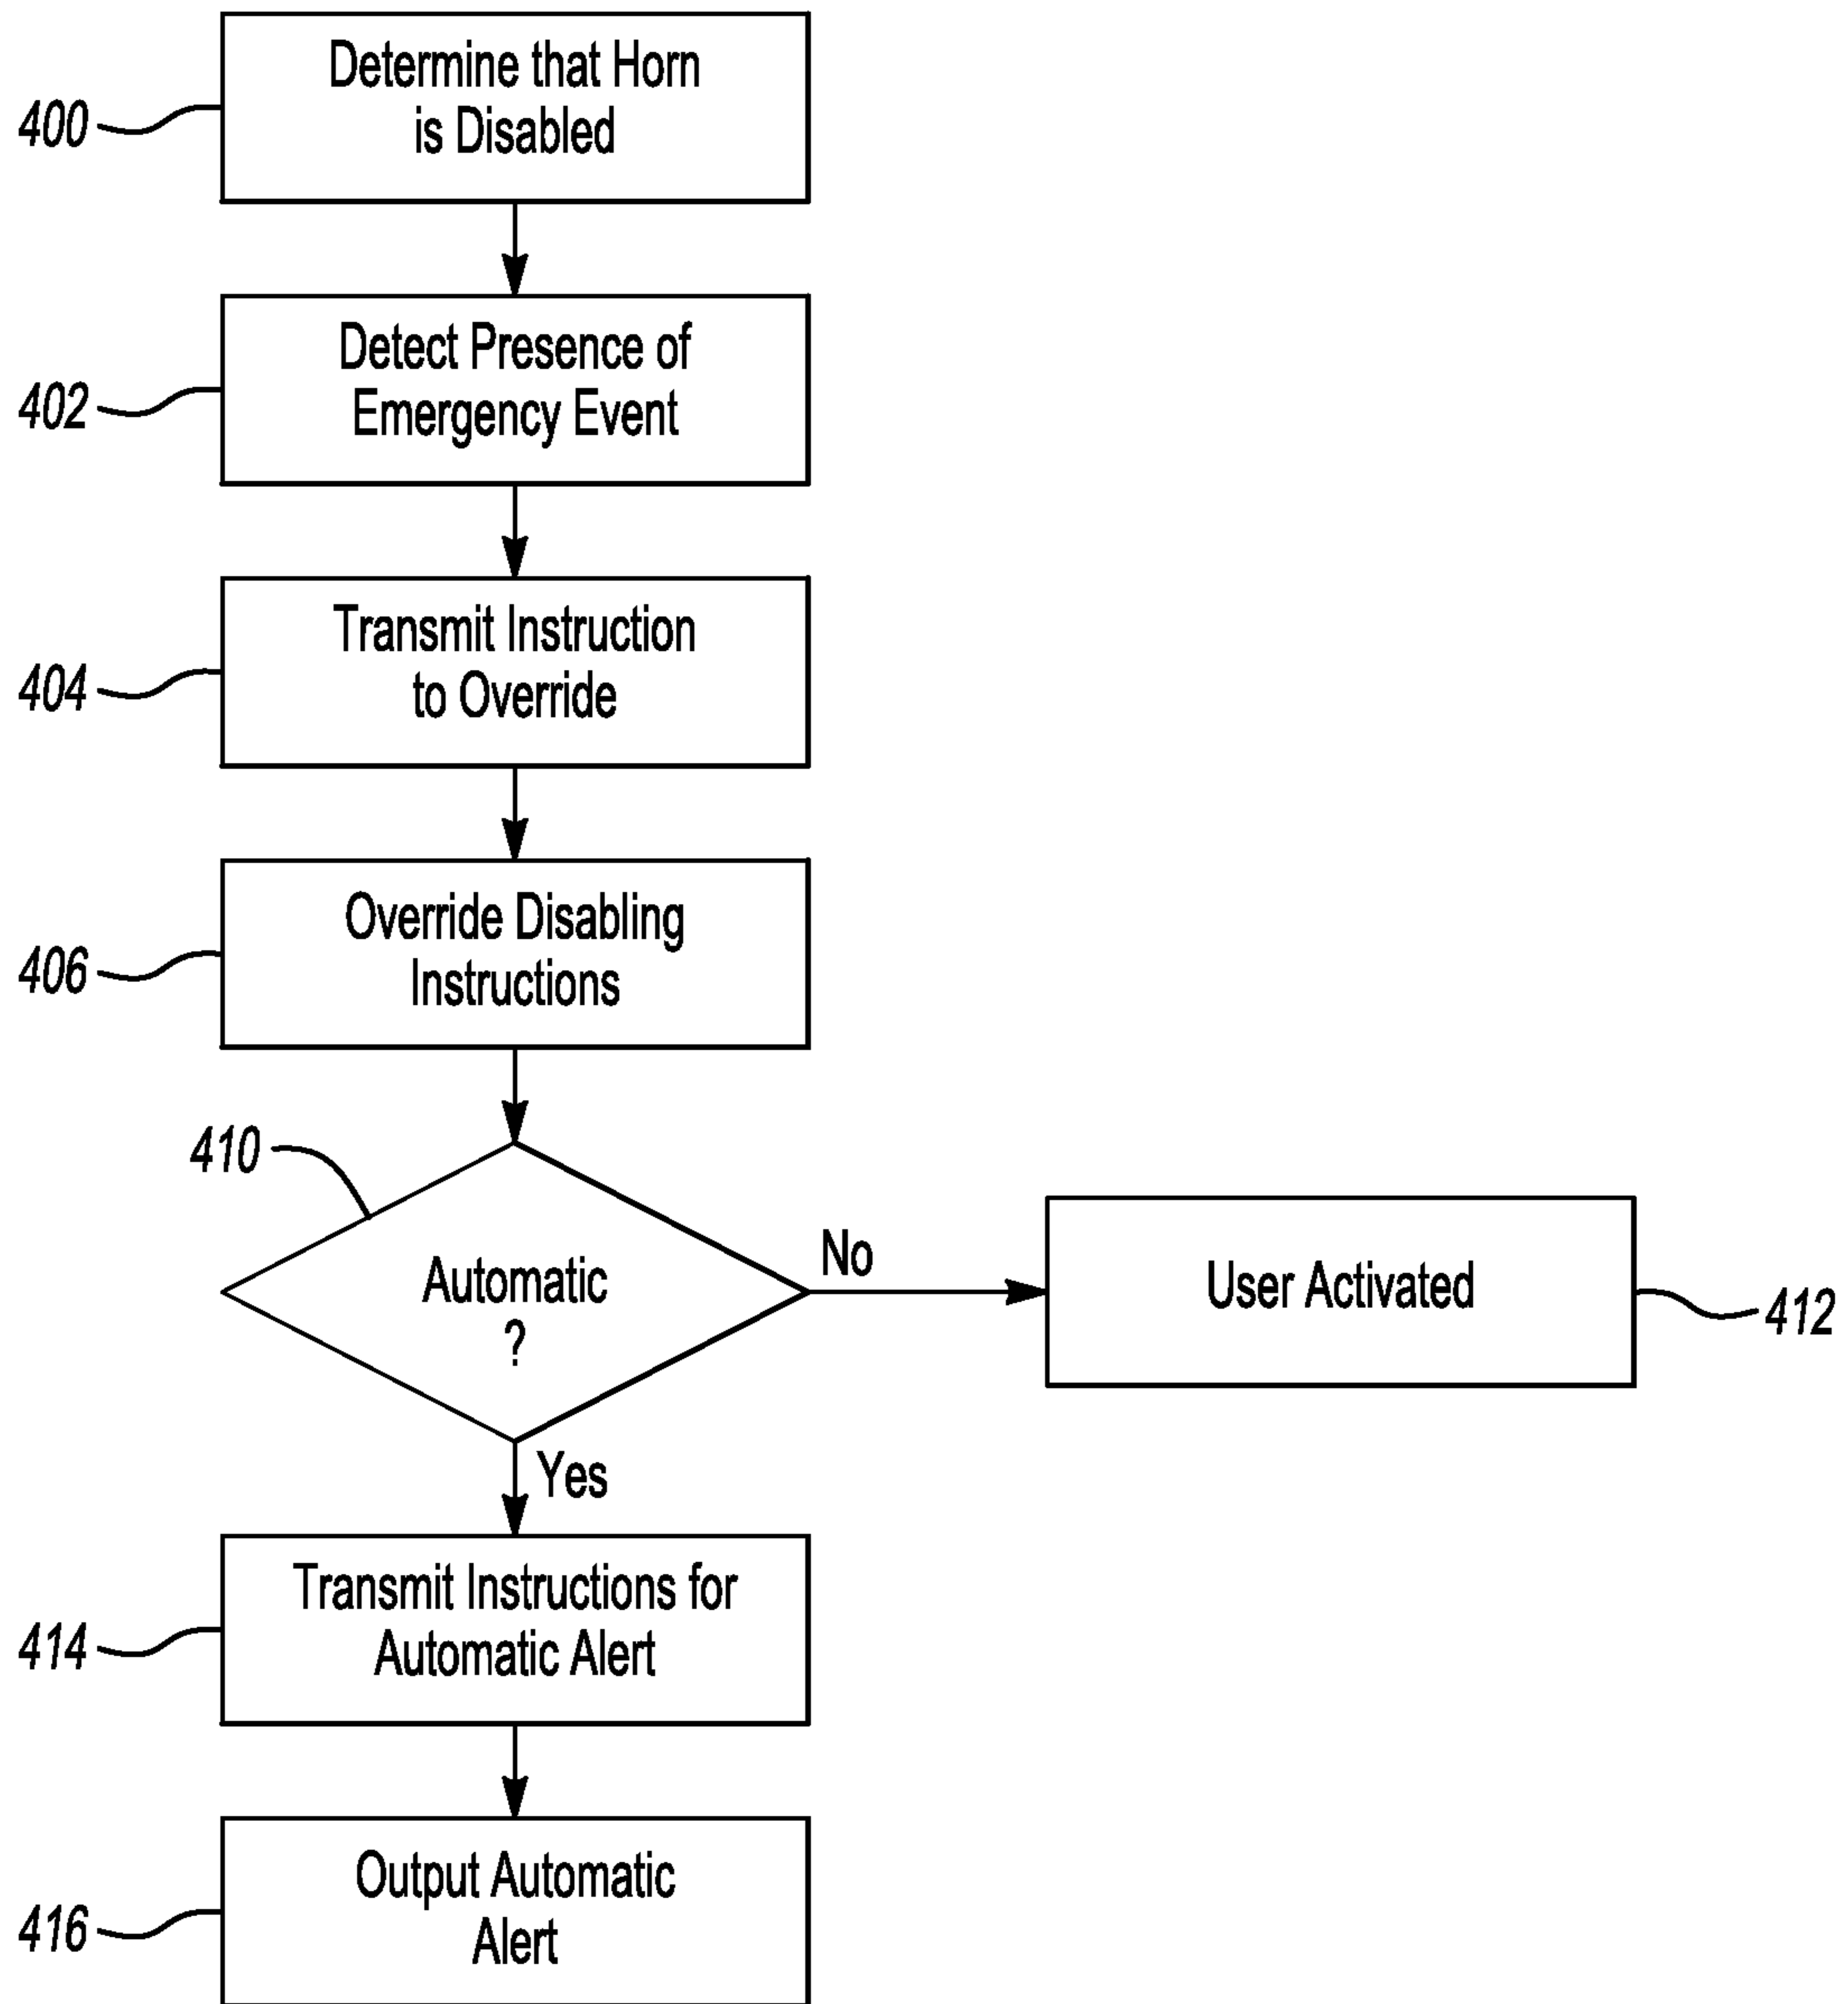 Determine that Horn
is Disabled
400
Detect Presence of
Emergency Event
402
Transmit Instruction
to Override
404
Override Disabling
Instructions
406
410
Automatic
?
No
User Activated
412
Yes
Transmit Instructions for
Automatic Alert
414
Output Automatic
Alert
416